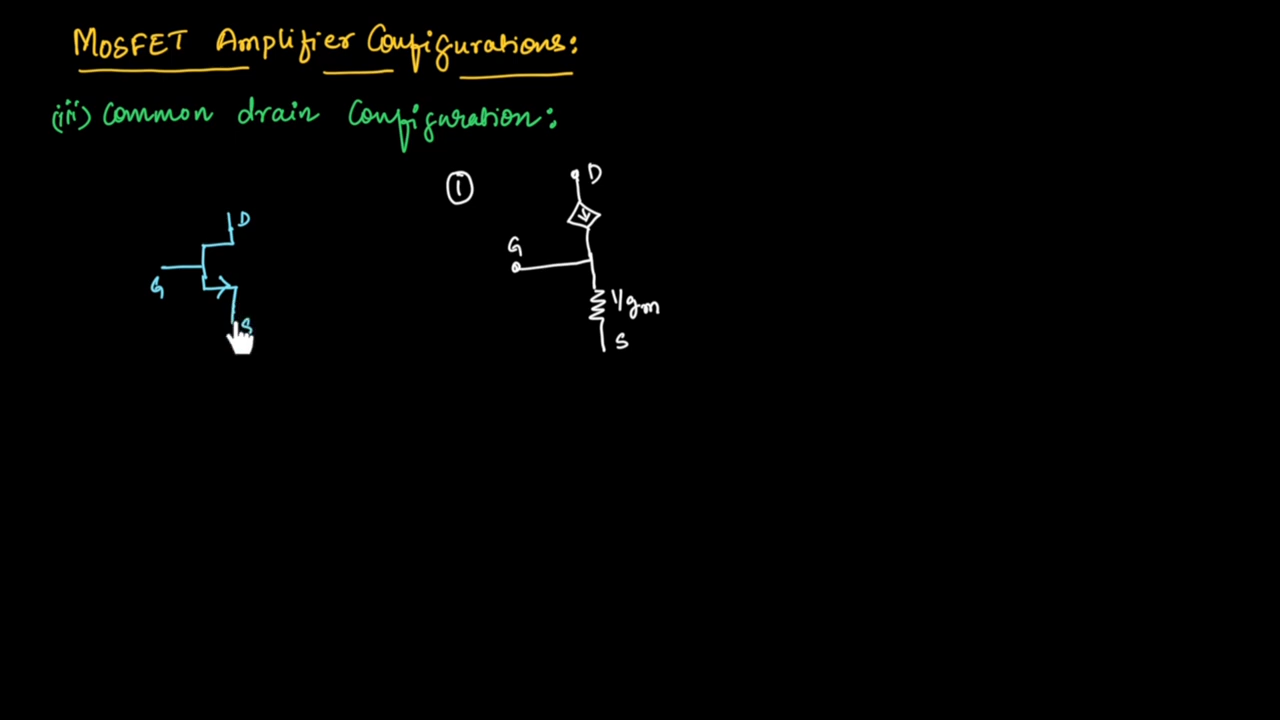 MOSFET Amplifier Configurations:
(iii) Common drain Configuration:
①
D
G
S
D
G
1/gm
S